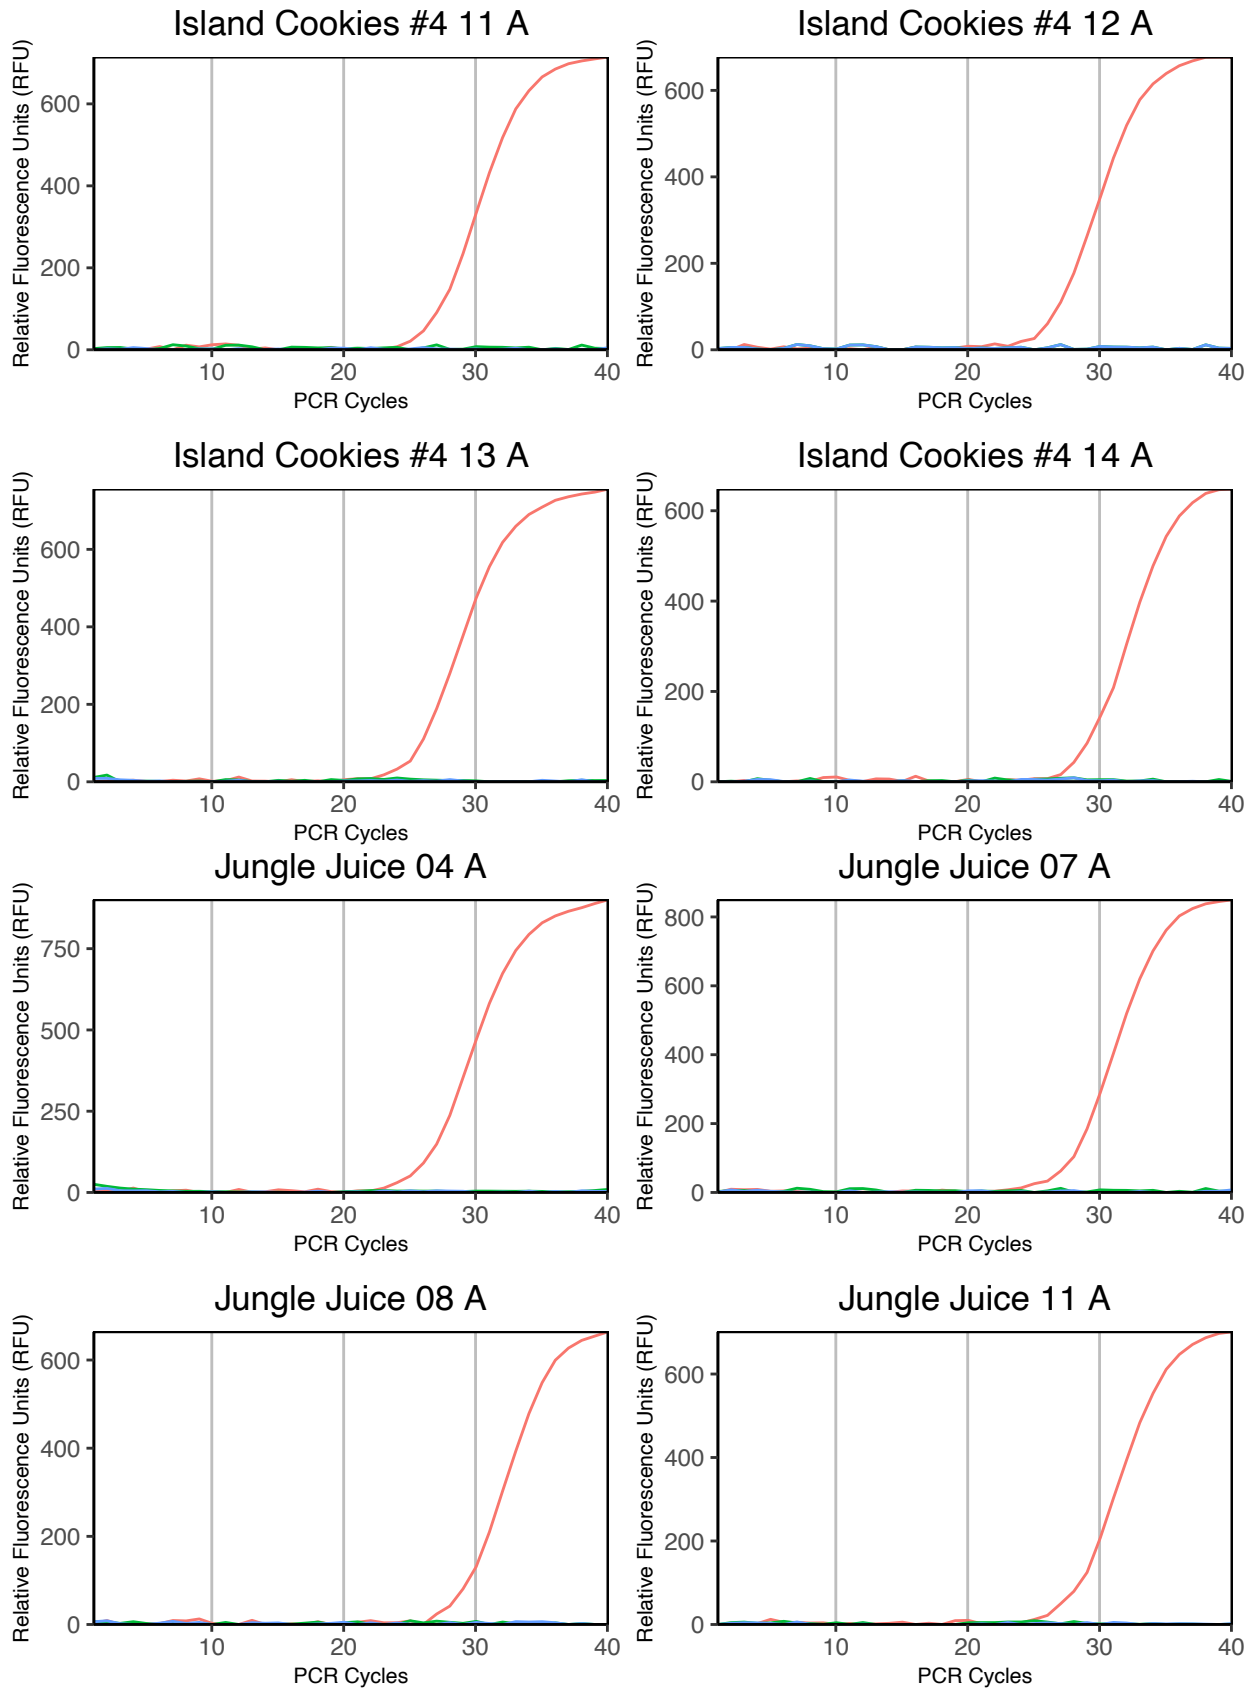 Island Cookies #4 11 A
Relative Fluorescence Units (RFU)
600
400
200
0
10
20
30
40
PCR Cycles
Island Cookies #4 12 A
Relative Fluorescence Units (RFU)
600
400
200
0
10
20
30
40
PCR Cycles
Island Cookies #4 13 A
Relative Fluorescence Units (RFU)
600
400
200
0
10
20
30
40
PCR Cycles
Island Cookies #4 14 A
Relative Fluorescence Units (RFU)
600
400
200
0
10
20
30
40
PCR Cycles
Jungle Juice 04 A
Relative Fluorescence Units (RFU)
750
500
250
0
10
20
30
40
PCR Cycles
Jungle Juice 07 A
Relative Fluorescence Units (RFU)
800
600
400
200
0
10
20
30
40
PCR Cycles
Jungle Juice 08 A
Relative Fluorescence Units (RFU)
600
400
200
0
10
20
30
40
PCR Cycles
Jungle Juice 11 A
Relative Fluorescence Units (RFU)
600
400
200
0
10
20
30
40
PCR Cycles